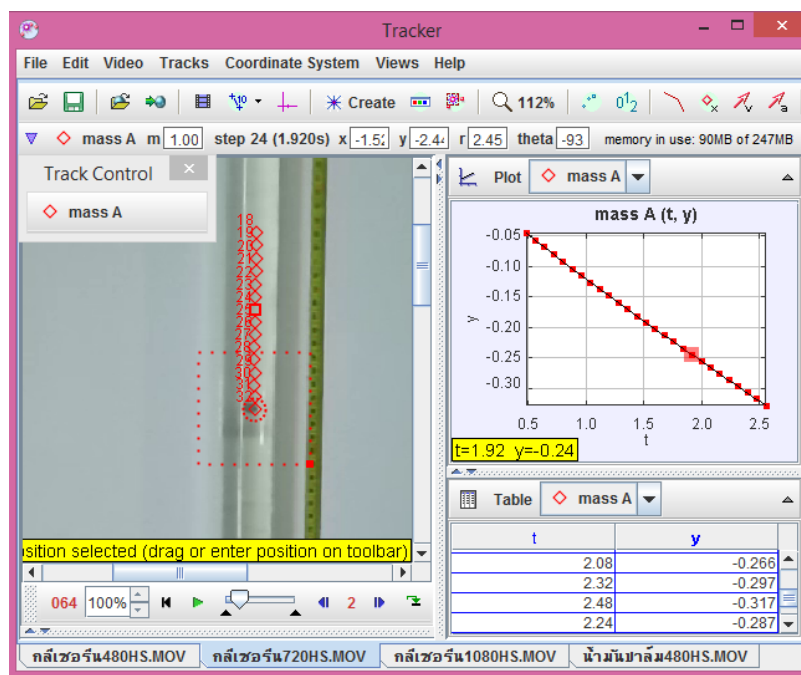 Tracker
File Edit Video Tracks Coordinate System Views Help
Create 112%
mass A m 1.00 step 24 (1.920s) x -1.52 y -2.44 r 2.45 theta -93 memory in use: 90MB of 247MB
Track Control
mass A
18
19
20
21
22
23
24
25
26
27
28
29
30
31
32
osition selected (drag or enter position on toolbar)
064 100% 2
Plot mass A
mass A (t, y)
-0.05
-0.10
-0.15
-0.20
-0.25
-0.30
y
0.5 1.0 1.5 2.0 2.5
t
t=1.92 y=-0.24
Table mass A
t y
2.08 -0.266
2.32 -0.297
2.48 -0.317
2.24 -0.287
กลีเซอรีน480HS.MOV กลีเซอรีน720HS.MOV กลีเซอรีน1080HS.MOV น้ำมันปาล์ม480HS.MOV